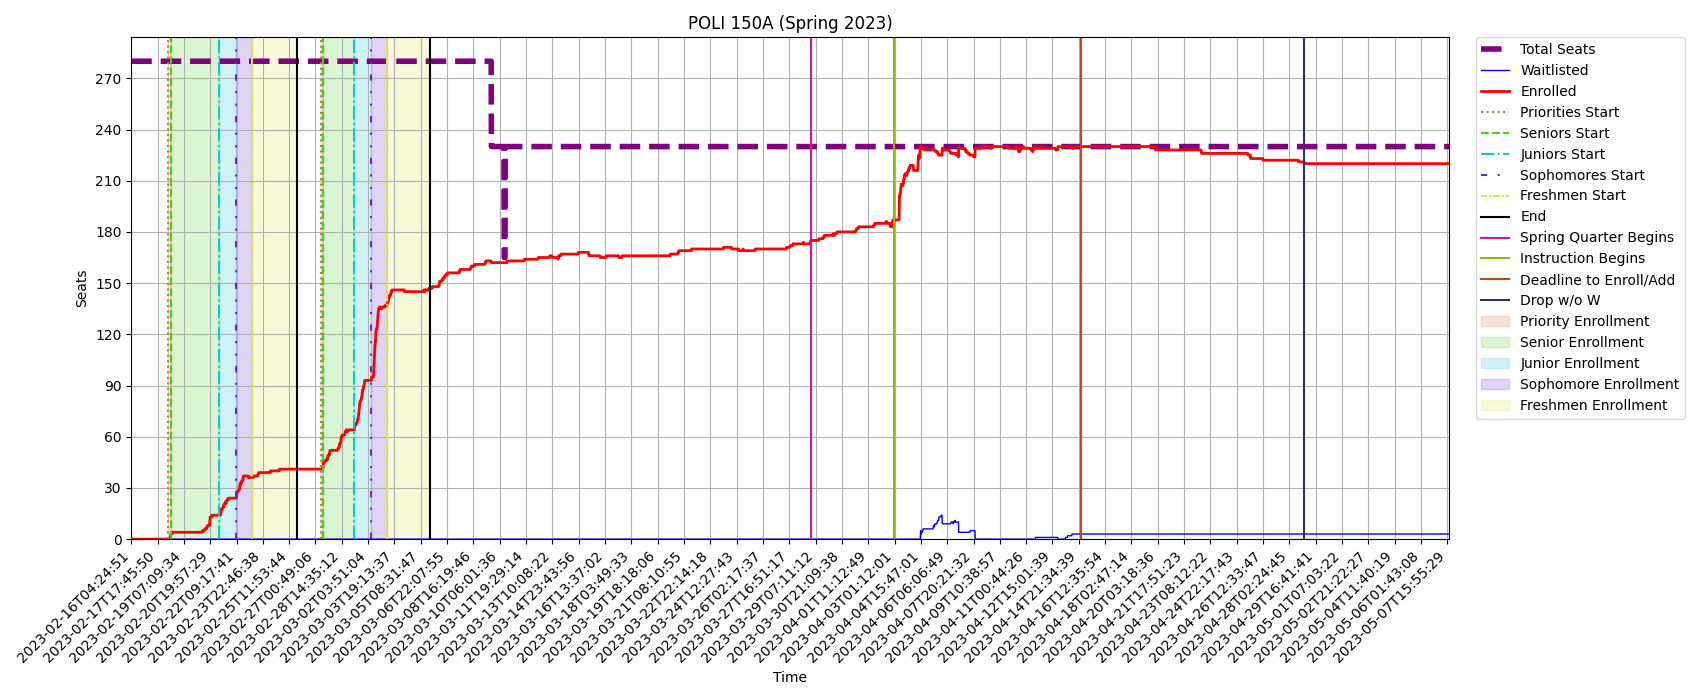 POLI 150A (Spring 2023)
Seats
270
240
210
180
150
120
90
60
30
0
2023-02-16T04:24:51
2023-02-17T17:45:50
2023-02-19T07:09:34
2023-02-20T19:57:29
2023-02-22T09:17:41
2023-02-23T22:46:38
2023-02-25T11:53:44
2023-02-27T00:49:06
2023-02-28T14:35:12
2023-03-02T03:51:04
2023-03-03T19:13:37
2023-03-05T08:31:47
2023-03-06T22:07:55
2023-03-08T16:19:46
2023-03-10T06:01:36
2023-03-11T19:29:14
2023-03-13T10:08:22
2023-03-14T23:43:56
2023-03-16T13:37:02
2023-03-18T03:49:33
2023-03-19T18:18:06
2023-03-21T08:10:55
2023-03-22T22:14:18
2023-03-24T12:27:43
2023-03-26T02:17:37
2023-03-27T16:51:17
2023-03-29T07:11:12
2023-03-30T21:09:38
2023-04-01T11:12:49
2023-04-03T01:12:01
2023-04-04T15:47:01
2023-04-06T06:06:49
2023-04-07T20:21:32
2023-04-09T10:38:57
2023-04-11T00:44:26
2023-04-12T15:01:39
2023-04-14T21:34:39
2023-04-16T12:35:54
2023-04-18T02:47:14
2023-04-20T03:18:36
2023-04-21T17:51:23
2023-04-23T08:12:22
2023-04-24T22:17:43
2023-04-26T12:33:47
2023-04-28T02:24:45
2023-04-29T16:41:41
2023-05-01T07:03:22
2023-05-02T21:22:27
2023-05-04T11:40:19
2023-05-06T01:43:08
2023-05-07T15:55:29
Time
Total Seats
Waitlisted
Enrolled
Priorities Start
Seniors Start
Juniors Start
Sophomores Start
Freshmen Start
End
Spring Quarter Begins
Instruction Begins
Deadline to Enroll/Add
Drop w/o W
Priority Enrollment
Senior Enrollment
Junior Enrollment
Sophomore Enrollment
Freshmen Enrollment